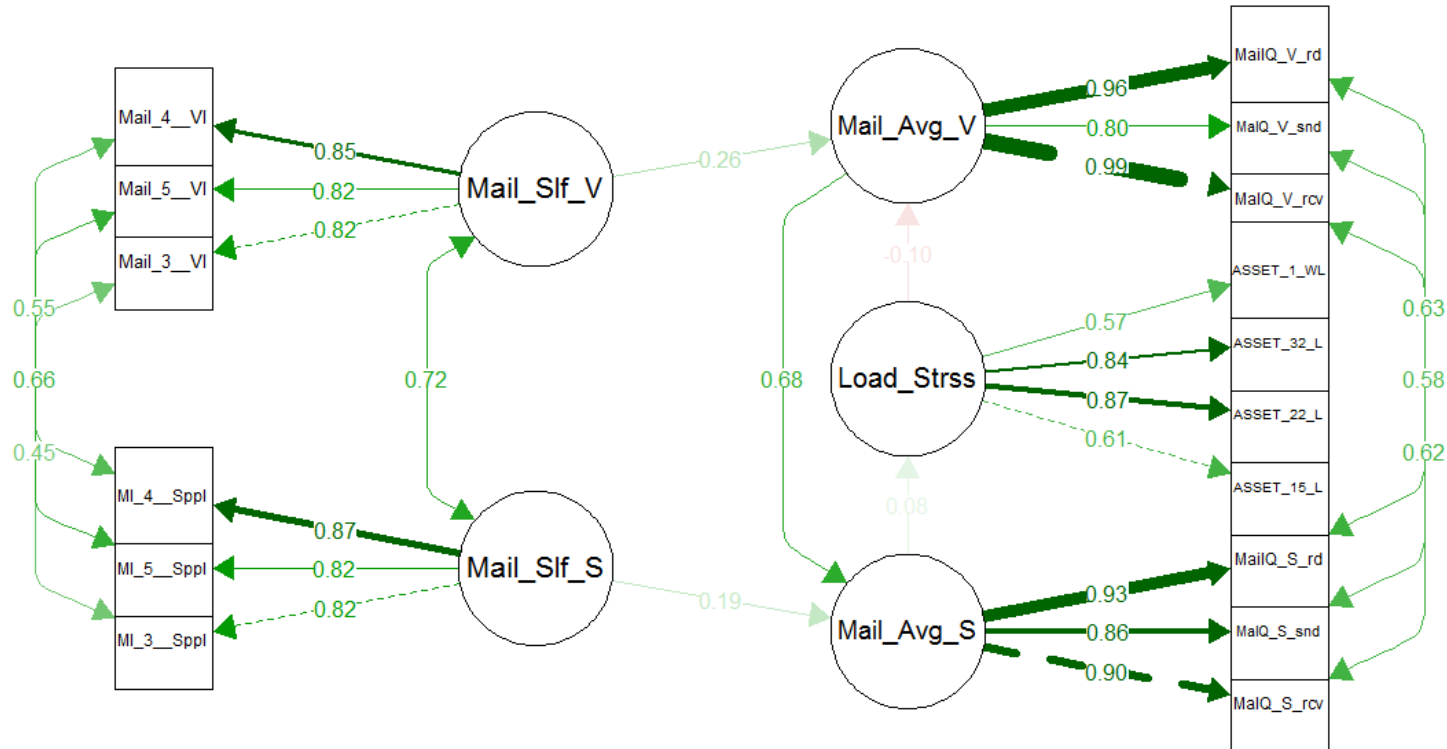 Mail_4__Vl
Mail_5__Vl
Mail_3__Vl
0.55
0.66
0.45
Ml_4__Sppl
Ml_5__Sppl
Ml_3__Sppl
0.85
0.82
0.82
0.87
0.82
0.82
Mail_Slf_V
0.72
Mail_Slf_S
0.26
0.19
Mail_Avg_V
-0.10
0.68
Load_Strss
0.08
Mail_Avg_S
0.96
0.80
0.99
0.57
0.84
0.87
0.61
0.93
0.86
0.90
MailQ_V_rd
MalQ_V_snd
MalQ_V_rcv
ASSET_1_WL
ASSET_32_L
ASSET_22_L
ASSET_15_L
MailQ_S_rd
MalQ_S_snd
MalQ_S_rcv
0.63
0.58
0.62